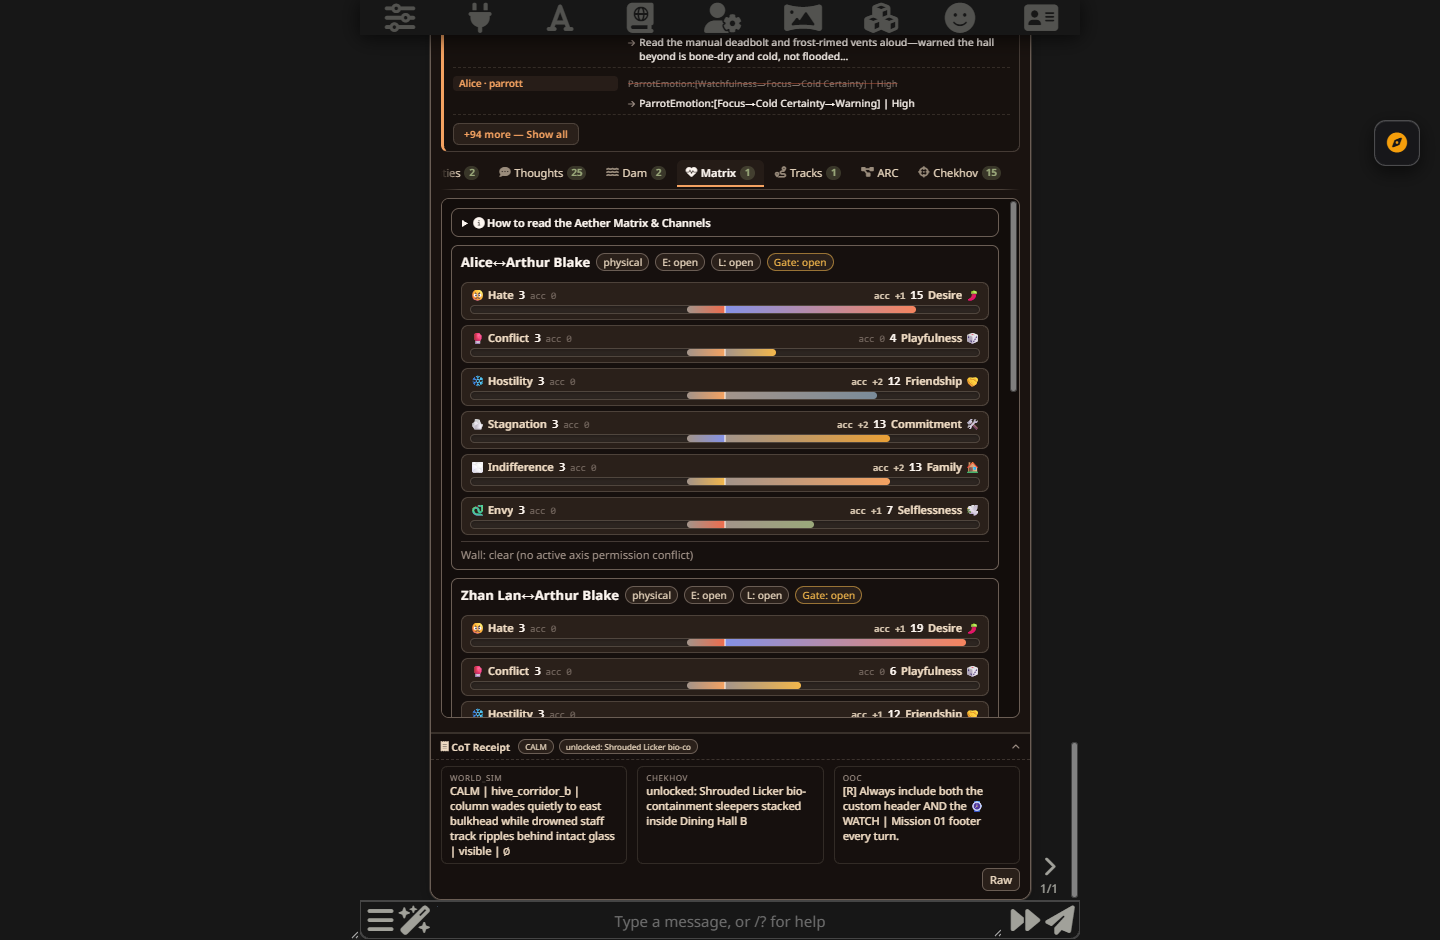 → Read the manual deadbolt and frost-rimed vents aloud—warned the hall
beyond is bone-dry and cold, not flooded...
Alice · parrott
ParrotEmotion:[Watchfulness→Focus→Cold Certainty] | High
→ ParrotEmotion:[Focus→Cold Certainty→Warning] | High
+94 more — Show all
ies 2 Thoughts 25 Dam 2 Matrix 1 Tracks 1 ARC Chekhov 15
How to read the Aether Matrix & Channels
Alice↔Arthur Blake physical E: open L: open Gate: open
Hate 3 acc 0 acc +1 15 Desire
Conflict 3 acc 0 acc 0 4 Playfulness
Hostility 3 acc 0 acc +2 12 Friendship
Stagnation 3 acc 0 acc +2 13 Commitment
Indifference 3 acc 0 acc +2 13 Family
Envy 3 acc 0 acc +1 7 Selflessness
Wall: clear (no active axis permission conflict)
Zhan Lan↔Arthur Blake physical E: open L: open Gate: open
Hate 3 acc 0 acc +1 19 Desire
Conflict 3 acc 0 acc 0 6 Playfulness
Hostility 3 acc 0 acc +1 12 Friendship
CoT Receipt CALM unlocked: Shrouded Licker bio-co
WORLD_SIM
CALM | hive_corridor_b |
column wades quietly to east
bulkhead while drowned staff
track ripples behind intact glass
| visible | Ø
CHEKHOV
unlocked: Shrouded Licker bio-
containment sleepers stacked
inside Dining Hall B
OOC
[R] Always include both the
custom header AND the
WATCH | Mission 01 footer
every turn.
Raw
1/1
Type a message, or /? for help